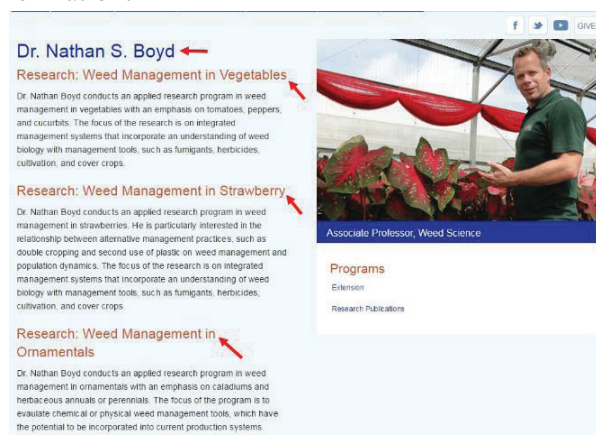 GIVE
Dr. Nathan S. Boyd
Research: Weed Management in Vegetables
Dr. Nathan Boyd conducts an applied research program in weed
management in vegetables with an emphasis on tomatoes, peppers,
and cucurbits. The focus of the research is on integrated
management systems that incorporate an understanding of weed
biology with management tools, such as fumigants, herbicides,
cultivation, and cover crops.
Research: Weed Management in Strawberry
Dr. Nathan Boyd conducts an applied research program in weed
management in strawberries. He is particularly interested in the
relationship between alternative management practices, such as
double cropping and second use of plastic on weed management and
population dynamics. The focus of the research is on integrated
management systems that incorporate an understanding of weed
biology with management tools, such as fumigants, herbicides,
cultivation, and cover crops.
Research: Weed Management in
Ornamentals
Dr. Nathan Boyd conducts an applied research program in weed
management in ornamentals with an emphasis on caladiums and
herbaceous annuals or perennials. The focus of the program is to
evaulate chemical or physical weed management tools, which have
the potential to be incorporated into current production systems.
Associate Professor, Weed Science
Programs
Extension
Research Publications